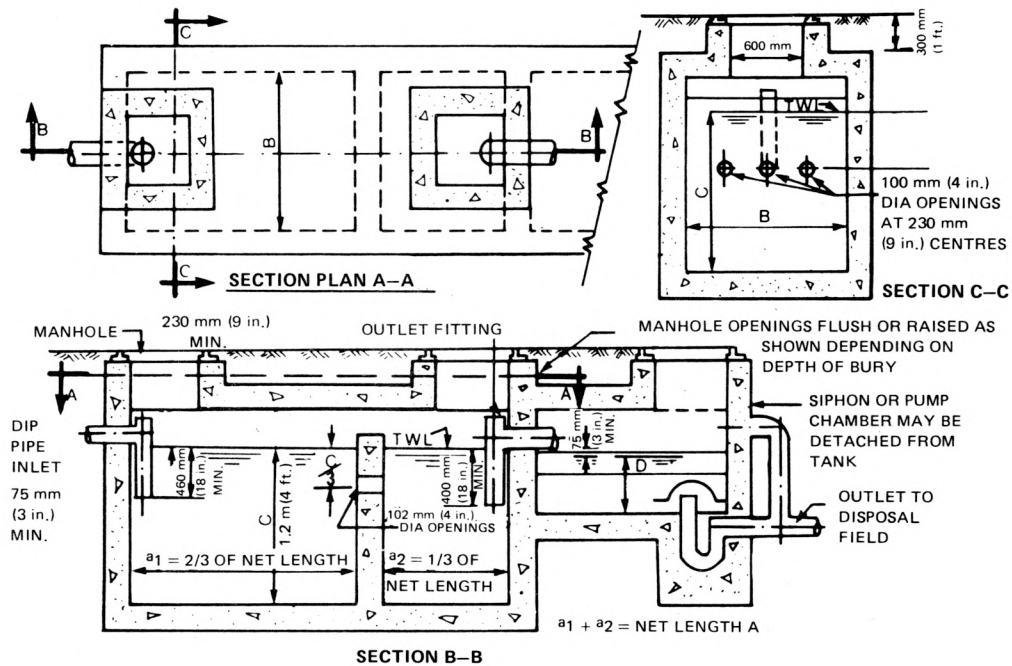 C
B
B
B
C
SECTION PLAN A–A
600 mm
300 mm
(1 ft.)
TWL
C
B
100 mm (4 in.)
DIA OPENINGS
AT 230 mm
(9 in.) CENTRES
SECTION C–C
MANHOLE
230 mm (9 in.)
MIN.
OUTLET FITTING
MANHOLE OPENINGS FLUSH OR RAISED AS
SHOWN DEPENDING ON
DEPTH OF BURY
A
A
SIPHON OR PUMP
CHAMBER MAY BE
DETACHED FROM
TANK
DIP
PIPE
INLET
75 mm
(3 in.)
MIN.
460 mm
(18 in.)
MIN
C
1.2 m(4 ft.)
C
3
TWL
400 mm
(18 in.)
MIN.
75 mm
(3 in.)
MIN.
D
102 mm (4 in.)
DIA OPENINGS
OUTLET TO
DISPOSAL
FIELD
a1 = 2/3 OF NET LENGTH
a2 = 1/3 OF
NET LENGTH
a1 + a2 = NET LENGTH A
SECTION B–B